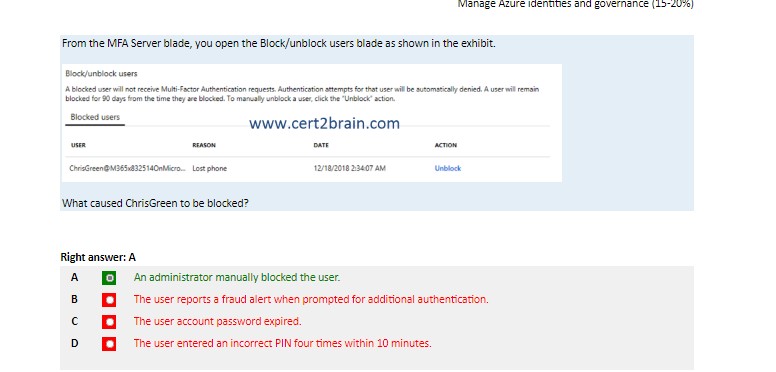 Manage Azure identities and governance (15-20%)
From the MFA Server blade, you open the Block/unblock users blade as shown in the exhibit.
Block/unblock users
A blocked user will not receive Multi-Factor Authentication requests. Authentication attempts for that user will be automatically denied. A user will remain
blocked for 90 days from the time they are blocked. To manually unblock a user, click the "Unblock" action.
Blocked users
www.cert2brain.com
USER REASON DATE ACTION
ChrisGreen@M365x832514OnMicro... Lost phone 12/18/2018 2:34:07 AM Unblock
What caused ChrisGreen to be blocked?
Right answer: A
A An administrator manually blocked the user.
B The user reports a fraud alert when prompted for additional authentication.
C The user account password expired.
D The user entered an incorrect PIN four times within 10 minutes.